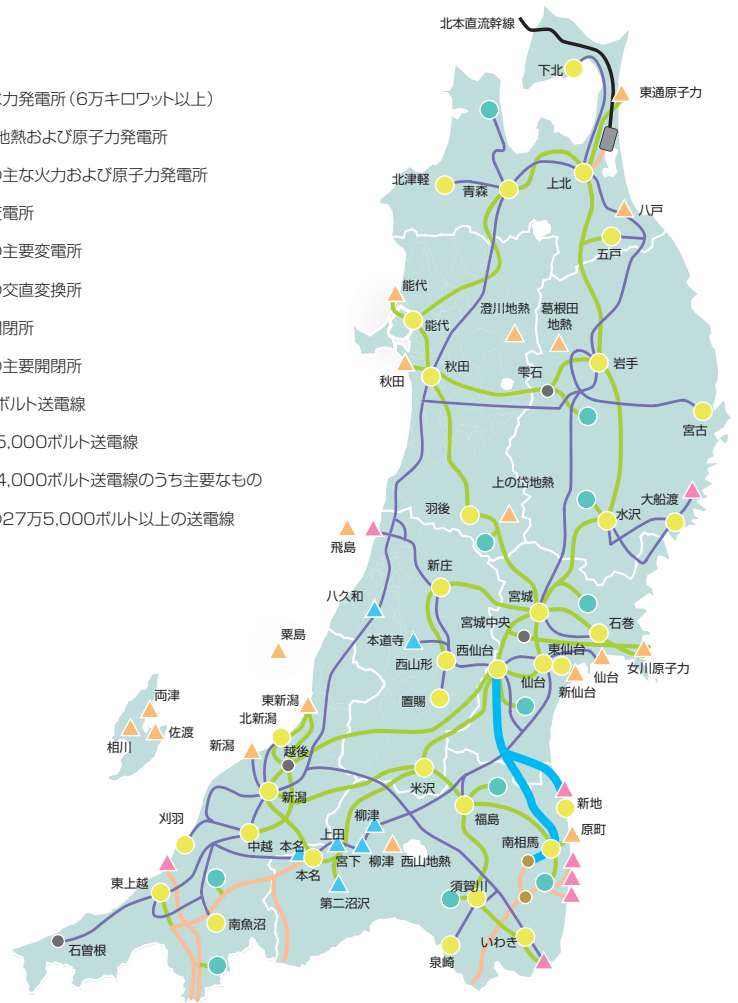 北本直流幹線
下北
力発電所（6万キロワット以上）
東通原子力
地熱および原子力発電所
主な火力および原子力発電所
北津軽
青森
上北
電所
八戸
主要変電所
五戸
交直変換所
能代
澄川地熱
葛根田
地熱
能代
閉所
秋田
岩手
主要開閉所
秋田
雫石
ボルト送電線
宮古
5,000ボルト送電線
4,000ボルト送電線のうち主要なもの
上の岱地熱
大船渡
羽後
水沢
の27万5,000ボルト以上の送電線
飛島
新庄
八久和
宮城
宮城中央
石巻
粟島
本道寺
西仙台
東仙台
西山形
女川原子力
仙台
仙台
新仙台
両津
東新潟
置賜
北新潟
佐渡
相川
新潟
越後
米沢
新潟
新地
刈羽
柳津
福島
原町
上田
南相馬
中越
本名
宮下
柳津
西山地熱
本名
東上越
第二沼沢
須賀川
南魚沼
いわき
石曽根
泉崎